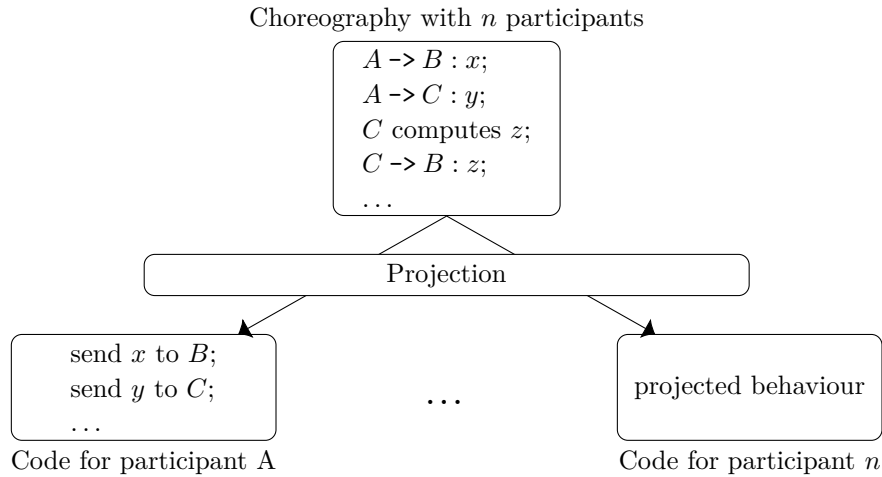 Choreography with n participants
A -> B : x;
A -> C : y;
C computes z;
C -> B : z;
...
Projection
send x to B;
send y to C;
...
Code for participant A
...
projected behaviour
Code for participant n